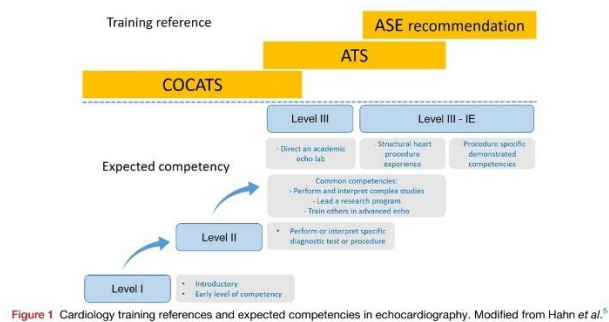 Training reference
ASE recommendation
ATS
COCATS
Level III
Level III - IE
- Direct an academic
echo lab
- Structural heart
procedure
experience
- Procedure specific
demonstrated
competencies
Expected competency
Common competencies:
- Perform and interpret complex studies
- Lead a research program
- Train others in advanced echo
Level II
• Perform or interpret specific
diagnostic test or procedure
Level I
• Introductory
• Early level of competency
Figure 1 Cardiology training references and expected competencies in echocardiography. Modified from Hahn et al.5